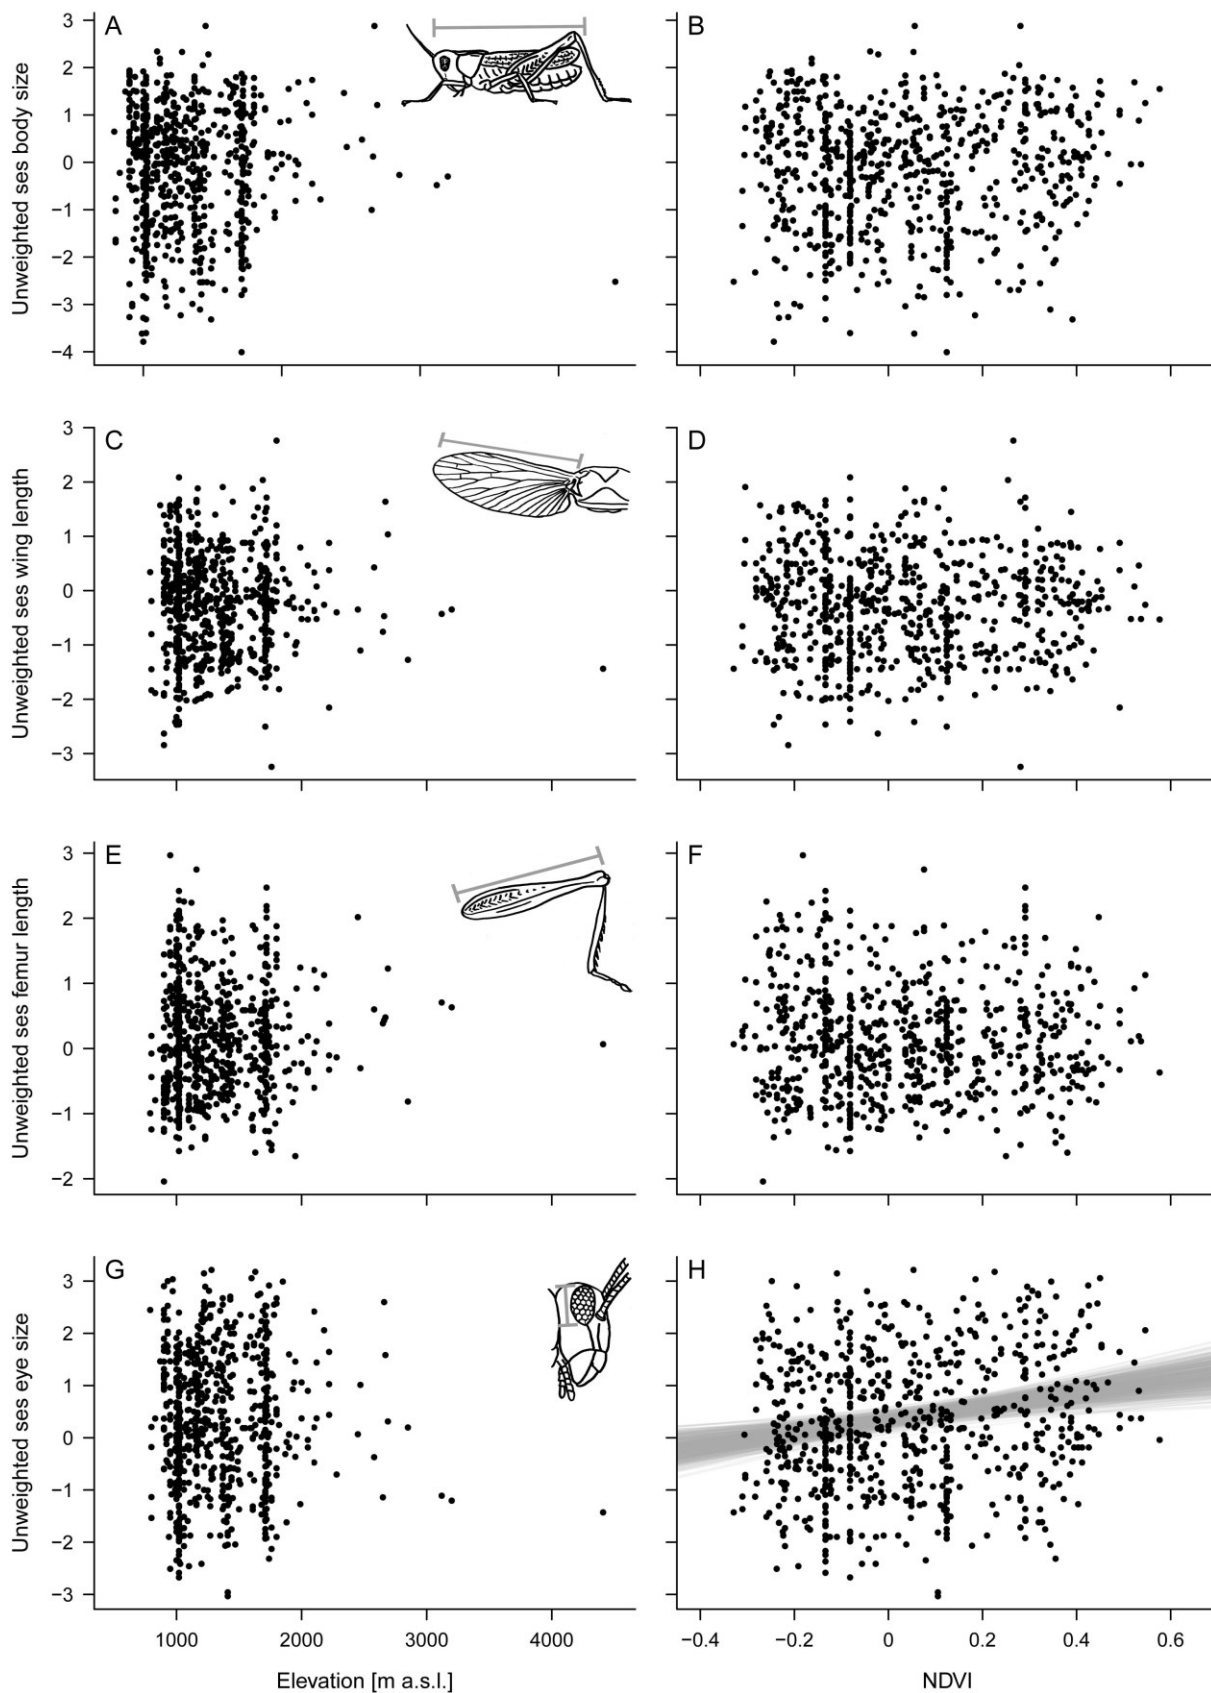 A
B
Unweighted ses body size
3
2
1
0
−1
−2
−3
−4
C
D
Unweighted ses wing length
3
2
1
0
−1
−2
−3
E
F
Unweighted ses femur length
3
2
1
0
−1
−2
G
H
Unweighted ses eye size
3
2
1
0
−1
−2
−3
1000 2000 3000 4000
−0.4 −0.2 0 0.2 0.4 0.6
Elevation [m a.s.l.]
NDVI